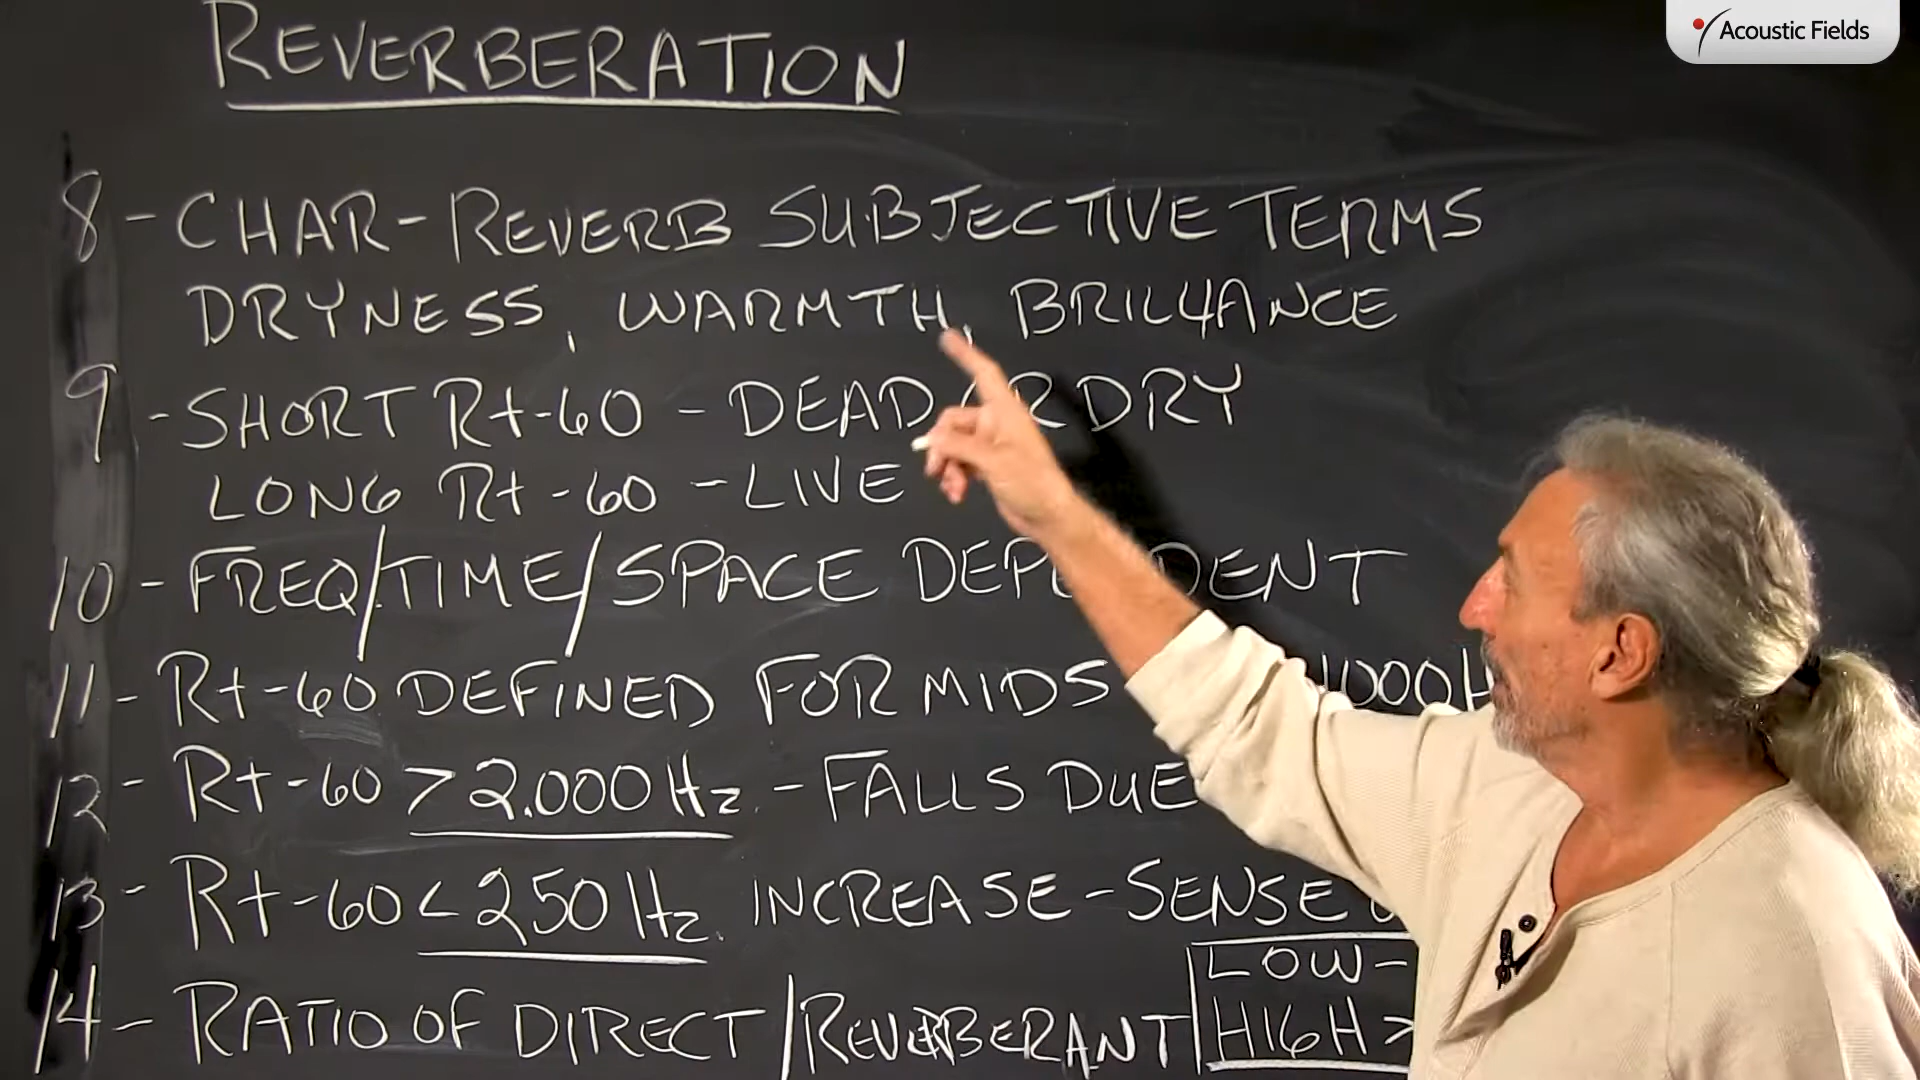 Acoustic Fields
REVERBERATION
8 - CHAR - REVERB SUBJECTIVE TERMS
DRYNESS, WARMTH, BRILLIANCE
9 - SHORT Rt-60 - DEAD OR DRY
LONG Rt-60 - LIVE
10 - FREQ/TIME/SPACE DEPENDENT
11 - Rt-60 DEFINED FOR MIDS 1000H
12 - Rt-60 > 2.000 Hz. - FALLS DUE
13 - Rt-60 < 250 Hz. INCREASE - SENSE
14 - RATIO OF DIRECT/REVERBERANT
LOW -
HIGH >